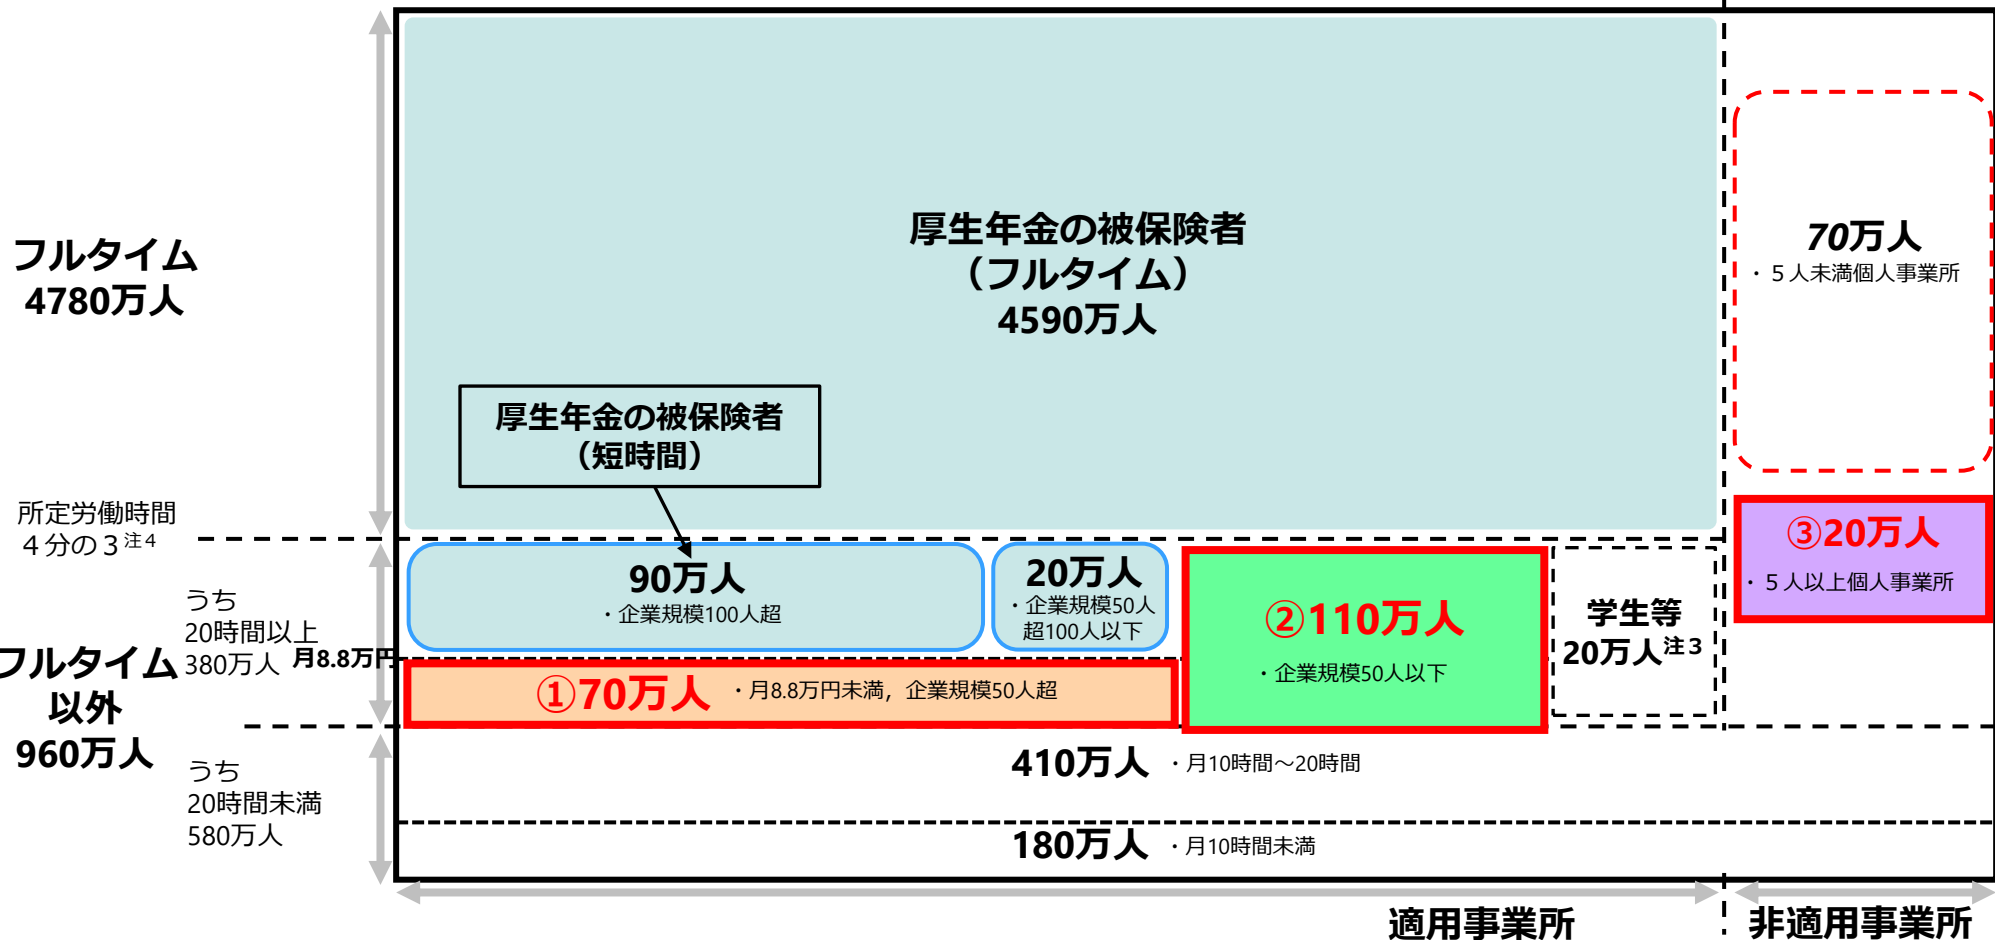 フルタイム
4780万人
厚生年金の被保険者
（フルタイム）
4590万人
70万人
・５人未満個人事業所
厚生年金の被保険者
（短時間）
所定労働時間
４分の３注４
③20万人
・５人以上個人事業所
フルタイム
以外
960万人
うち
20時間以上
380万人
月8.8万円
90万人
・企業規模100人超
20万人
・企業規模50人
超100人以下
②110万人
・企業規模50人以下
学生等
20万人注３
①70万人
・月8.8万円未満，企業規模50人超
うち
20時間未満
580万人
410万人
・月10時間～20時間
180万人
・月10時間未満
適用事業所
非適用事業所